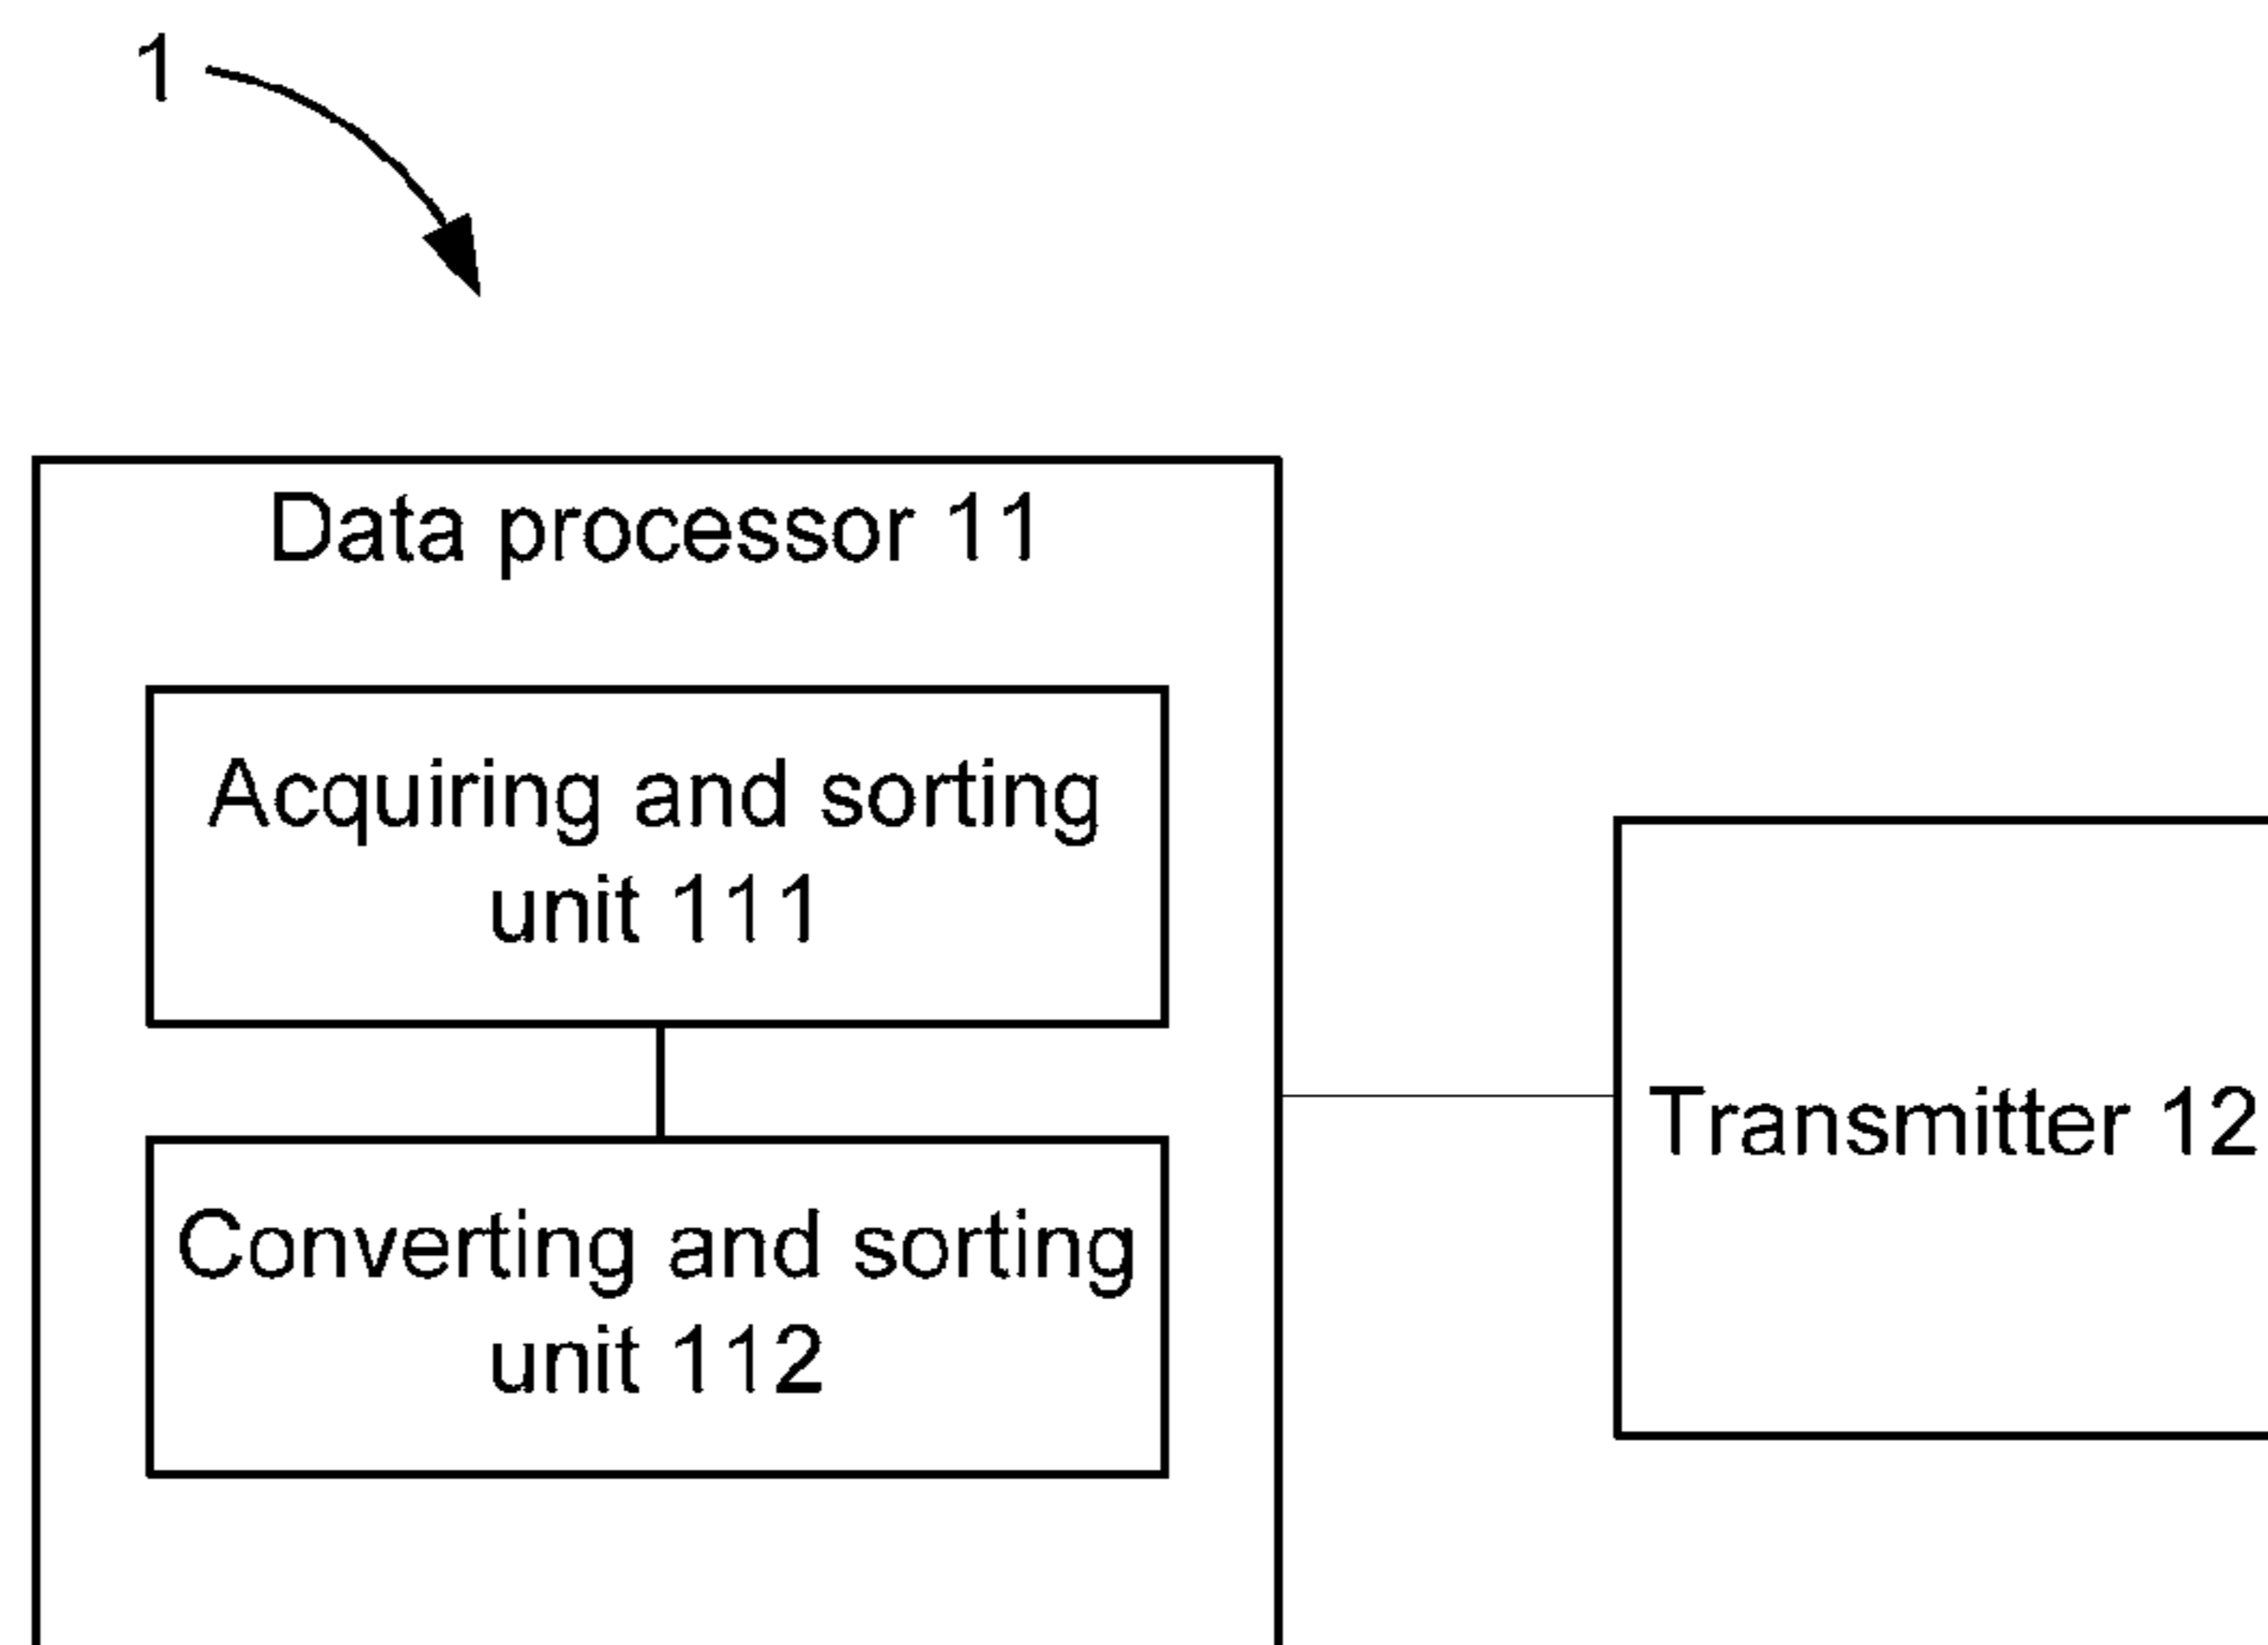 1
Data processor 11
Acquiring and sorting
unit 111
Converting and sorting
unit 112
Transmitter 12